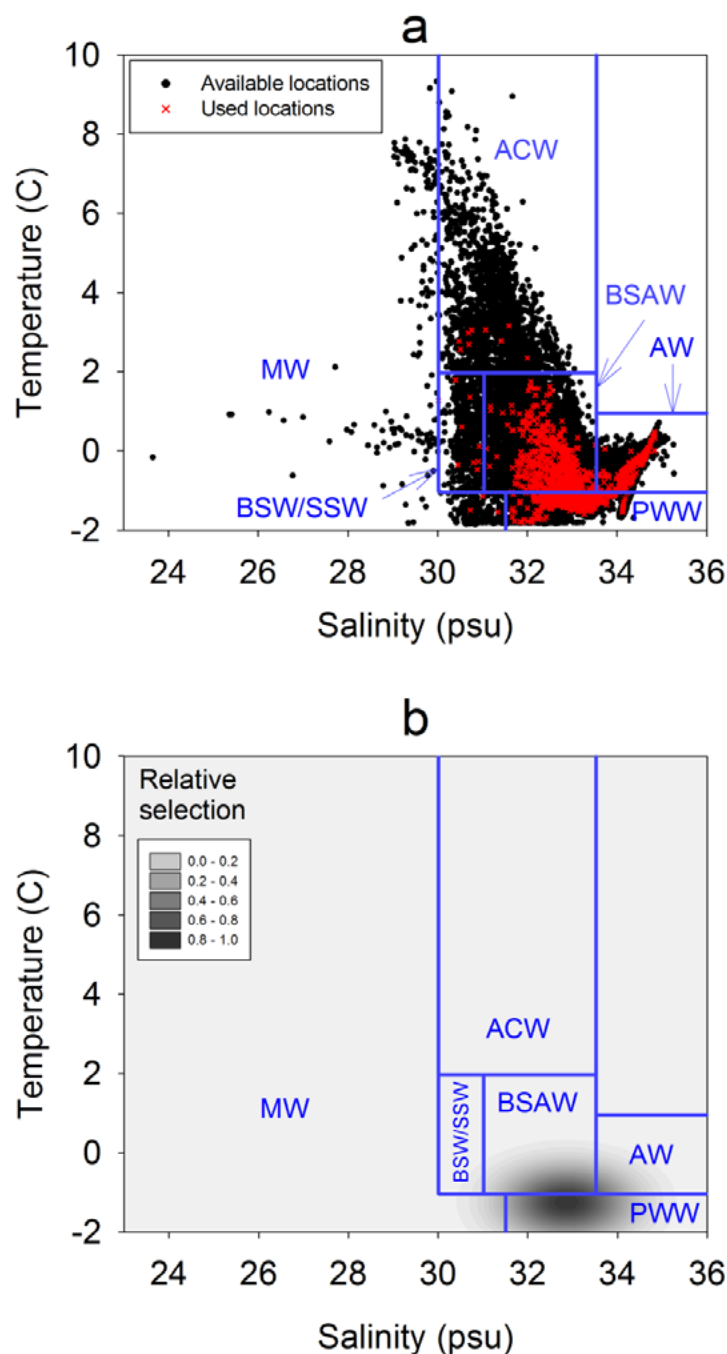 a
Available locations
Used locations
ACW
BSAW
AW
MW
BSW/SSW
PWW
10
8
6
4
2
0
-2
Temperature (C)
24 26 28 30 32 34 36
Salinity (psu)
b
Relative
selection
0.0 - 0.2
0.2 - 0.4
0.4 - 0.6
0.6 - 0.8
0.8 - 1.0
ACW
MW
BSW/SSW
BSAW
AW
PWW
10
8
6
4
2
0
-2
Temperature (C)
24 26 28 30 32 34 36
Salinity (psu)